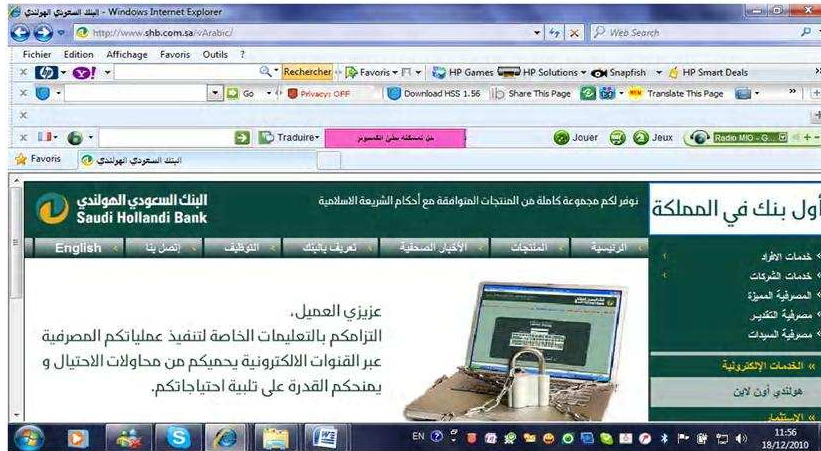 البنك السعودي الهولندي - Windows Internet Explorer
http://www.shb.com.sa/vArabic/
Web Search
Fichier Edition Affichage Favoris Outils ?
Rechercher Favoris HP Games HP Solutions Snapfish HP Smart Deals
Go Privacy: OFF Download HSS 1.56 Share This Page Translate This Page
Traduire Jouer Jeux Radio MIO - G...
Favoris البنك السعودي الهولندي
البنك السعودي الهولندي
Saudi Hollandi Bank
نوفر لكم مجموعة كاملة من المنتجات المتوافقة مع أحكام الشريعة الاسلامية
أول بنك في المملكة
الرئيسية المنتجات الأخبار الصحفية تعريف بالبنك التوظيف إتصل بنا English
خدمات الافراد
خدمات الشركات
المصرفية المميزة
مصرفية التقدير
مصرفية السيدات
« الخدمات الإلكترونية
هولندي أون لاين
« الاستثمار
عزيزي العميل،
التزامكم بالتعليمات الخاصة لتنفيذ عملياتكم المصرفية
عبر القنوات الالكترونية يحميكم من محاولات الاحتيال و
يمنحكم القدرة على تلبية احتياجاتكم.
EN
11:56
18/12/2010